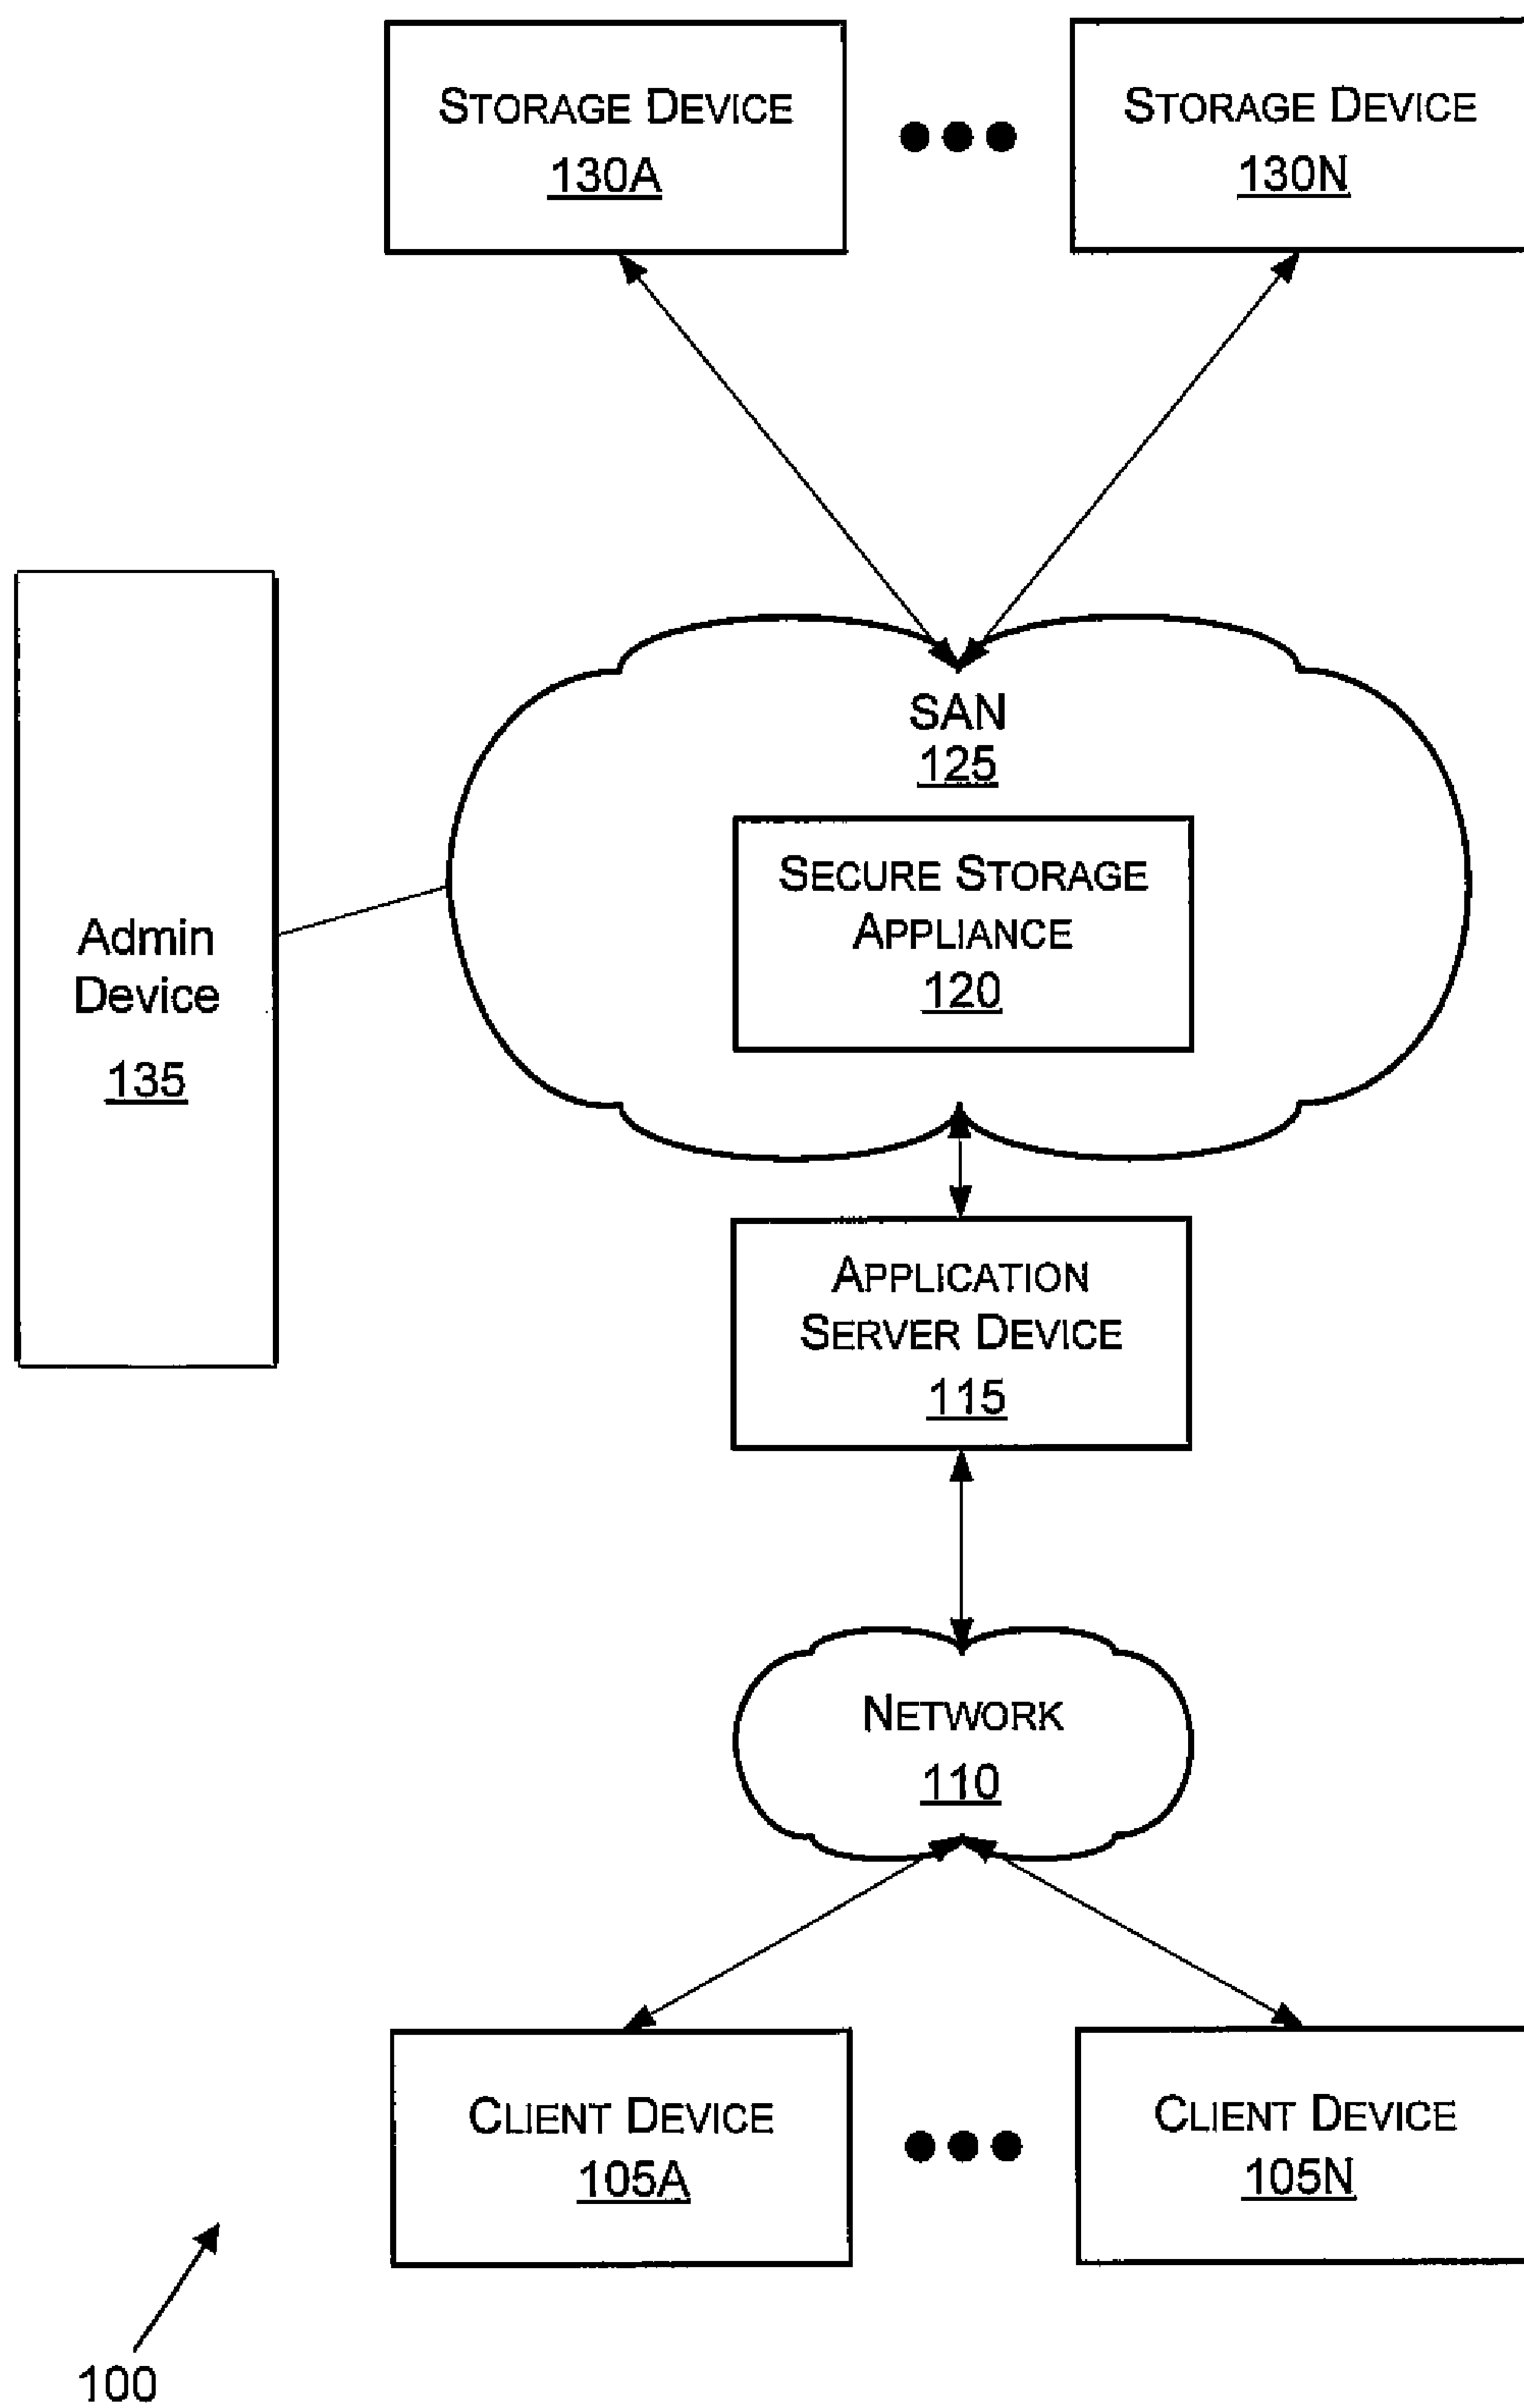 STORAGE DEVICE
130A
STORAGE DEVICE
130N
SAN
125
SECURE STORAGE
APPLIANCE
120
Admin
Device
135
APPLICATION
SERVER DEVICE
115
NETWORK
110
CLIENT DEVICE
105A
CLIENT DEVICE
105N
100